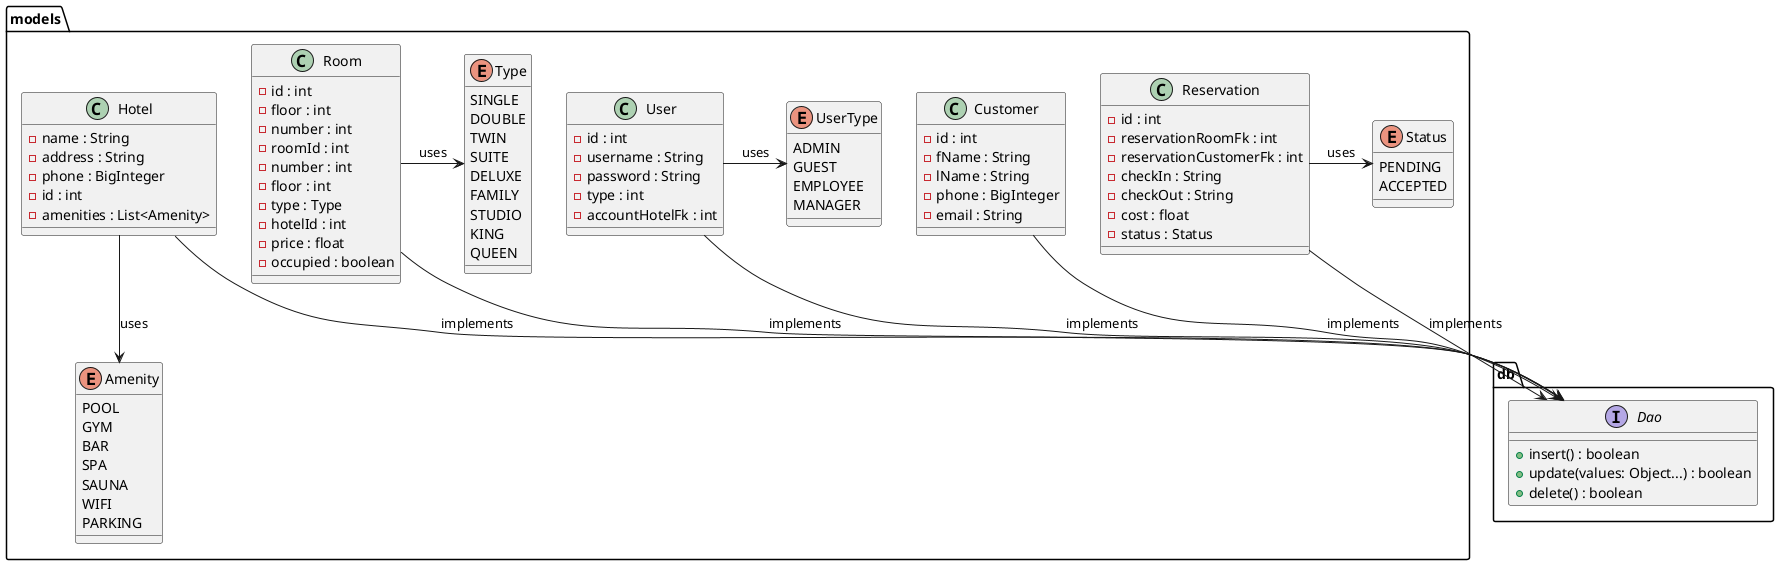 models
C Hotel
name : String
address : String
phone : BigInteger
id : int
amenities : List<Amenity>
C Room
id : int
floor : int
number : int
roomId : int
number : int
floor : int
type : Type
hotelId : int
price : float
occupied : boolean
uses
E Type
SINGLE
DOUBLE
TWIN
SUITE
DELUXE
FAMILY
STUDIO
KING
QUEEN
C User
id : int
username : String
password : String
type : int
accountHotelFk : int
uses
E UserType
ADMIN
GUEST
EMPLOYEE
MANAGER
C Customer
id : int
fName : String
lName : String
phone : BigInteger
email : String
C Reservation
id : int
reservationRoomFk : int
reservationCustomerFk : int
checkIn : String
checkOut : String
cost : float
status : Status
uses
E Status
PENDING
ACCEPTED
uses
implements
implements
implements
implements
implements
E Amenity
POOL
GYM
BAR
SPA
SAUNA
WIFI
PARKING
db
I Dao
insert() : boolean
update(values: Object...) : boolean
delete() : boolean